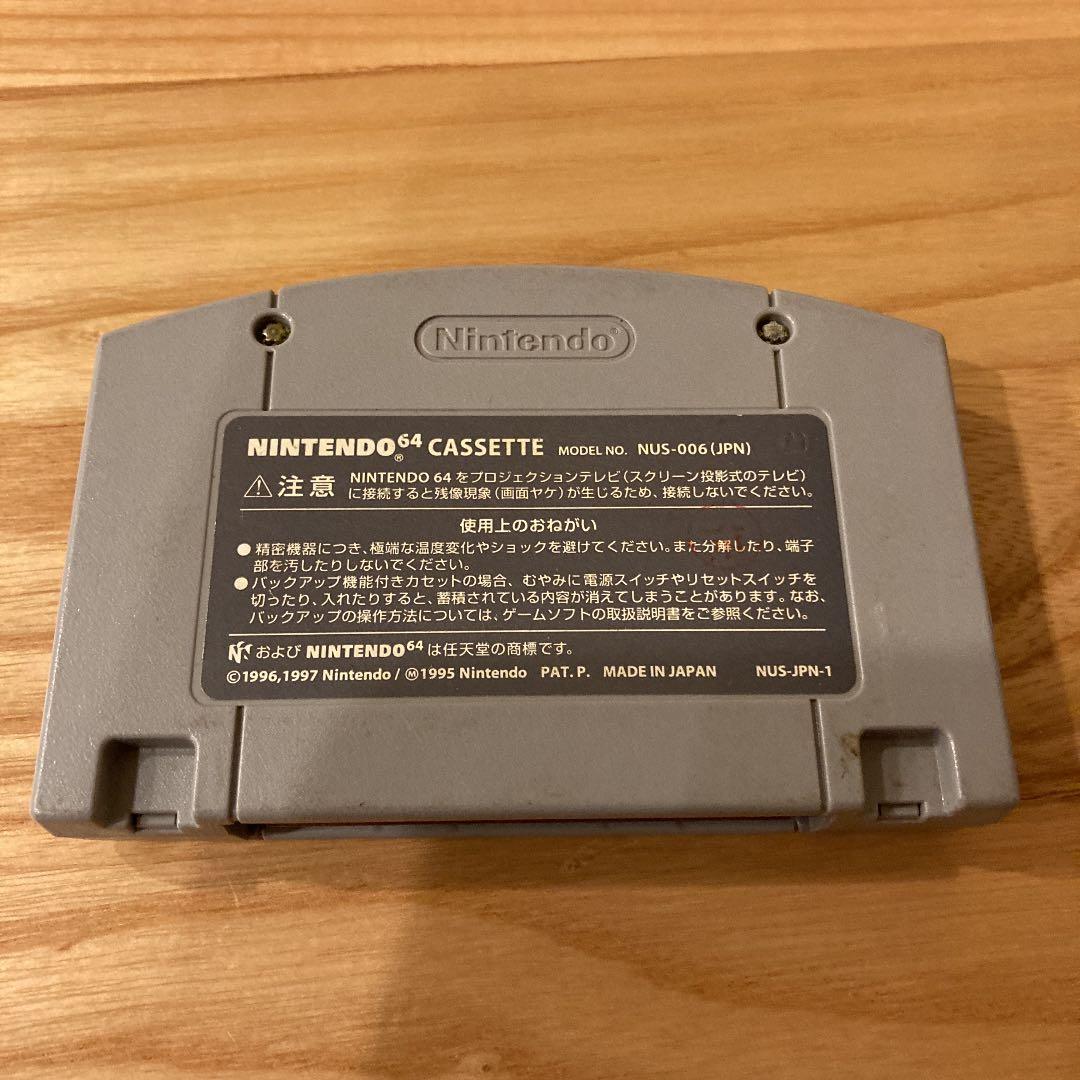 Nintendo®
NINTENDO64® CASSETTE MODEL NO. NUS-006(JPN)
⚠注意 NINTENDO 64をプロジェクションテレビ(スクリーン投影式のテレビ)
に接続すると残像現象(画面ヤケ)が生じるため、接続しないでください。
使用上のおねがい
●精密機器につき、極端な温度変化やショックを避けてください。また分解したり、端子
部を汚したりしないでください。
●バックアップ機能付きカセットの場合、むやみに電源スイッチやリセットスイッチを
切ったり、入れたりすると、蓄積されている内容が消えてしまうことがあります。なお、
バックアップの操作方法については、ゲームソフトの取扱説明書をご参照ください。
および NINTENDO64 は任天堂の商標です。
©1996,1997 Nintendo/Ⓜ1995 Nintendo PAT. P. MADE IN JAPAN NUS-JPN-1